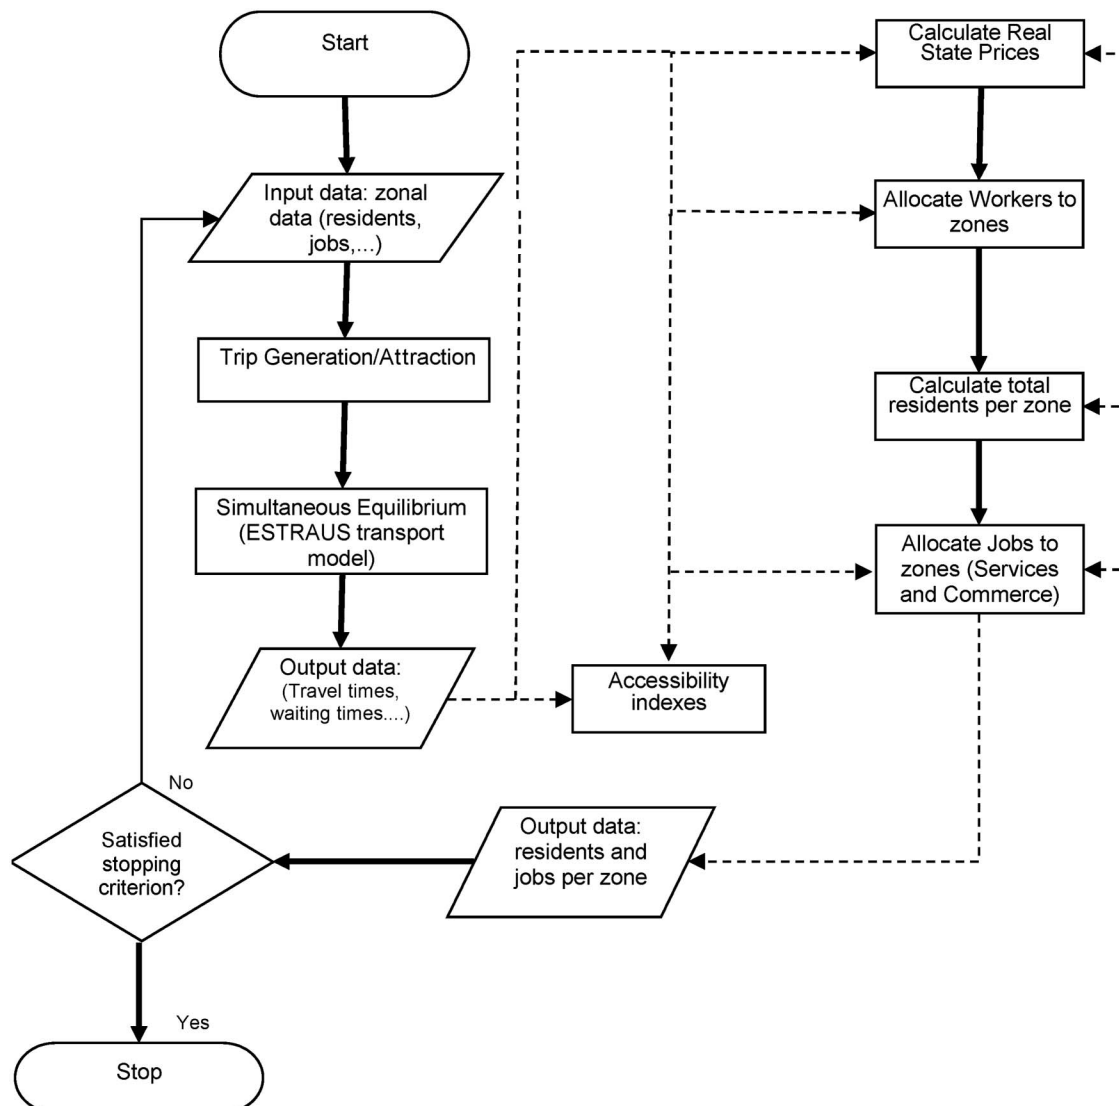 Start
Input data: zonal
data (residents,
jobs,...)
Trip Generation/Attraction
Simultaneous Equilibrium
(ESTRAUS transport
model)
Output data:
(Travel times,
waiting times....)
Accessibility
indexes
Calculate Real
State Prices
Allocate Workers to
zones
Calculate total
residents per zone
Allocate Jobs to
zones (Services
and Commerce)
Output data:
residents and
jobs per zone
No
Satisfied
stopping
criterion?
Yes
Stop